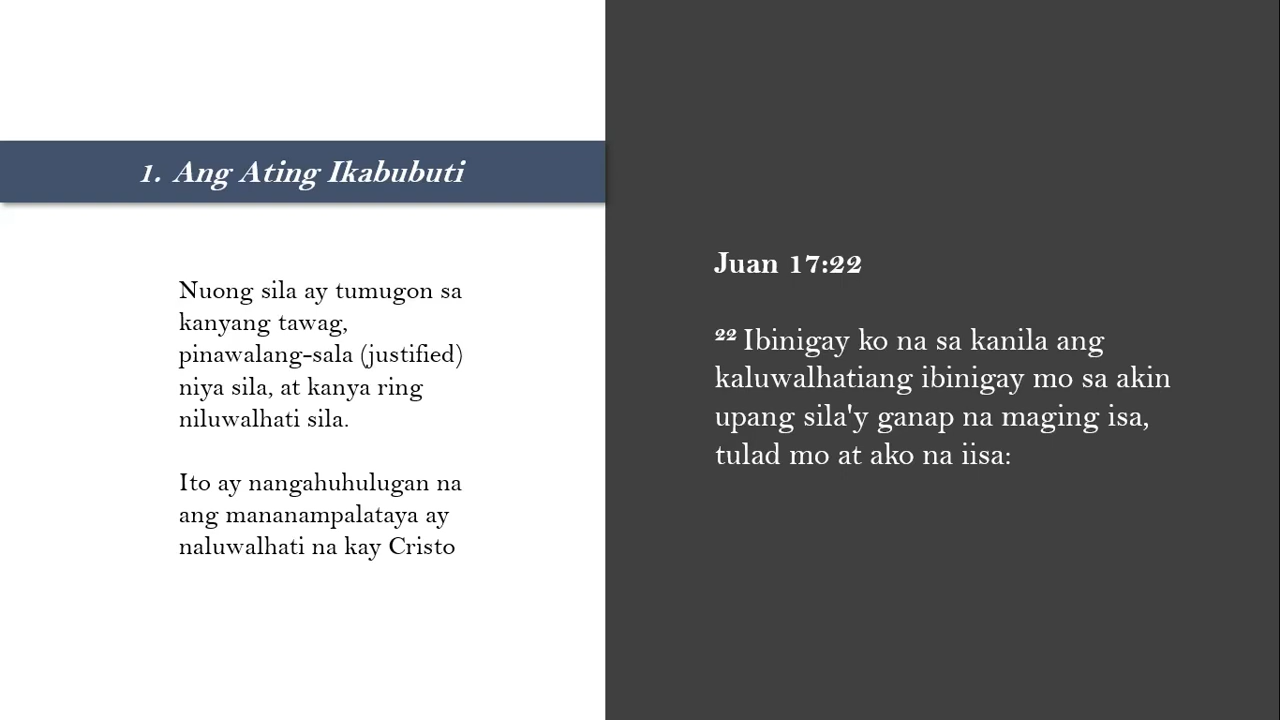 1. Ang Ating Ikabubuti
Nuong sila ay tumugon sa
kanyang tawag,
pinawalang-sala (justified)
niya sila, at kanya ring
niluwalhati sila.
Ito ay nangahuhulugan na
ang mananampalataya ay
naluwalhati na kay Cristo
Juan 17:22
22 Ibinigay ko na sa kanila ang
kaluwalhatiang ibinigay mo sa akin
upang sila'y ganap na maging isa,
tulad mo at ako na iisa: